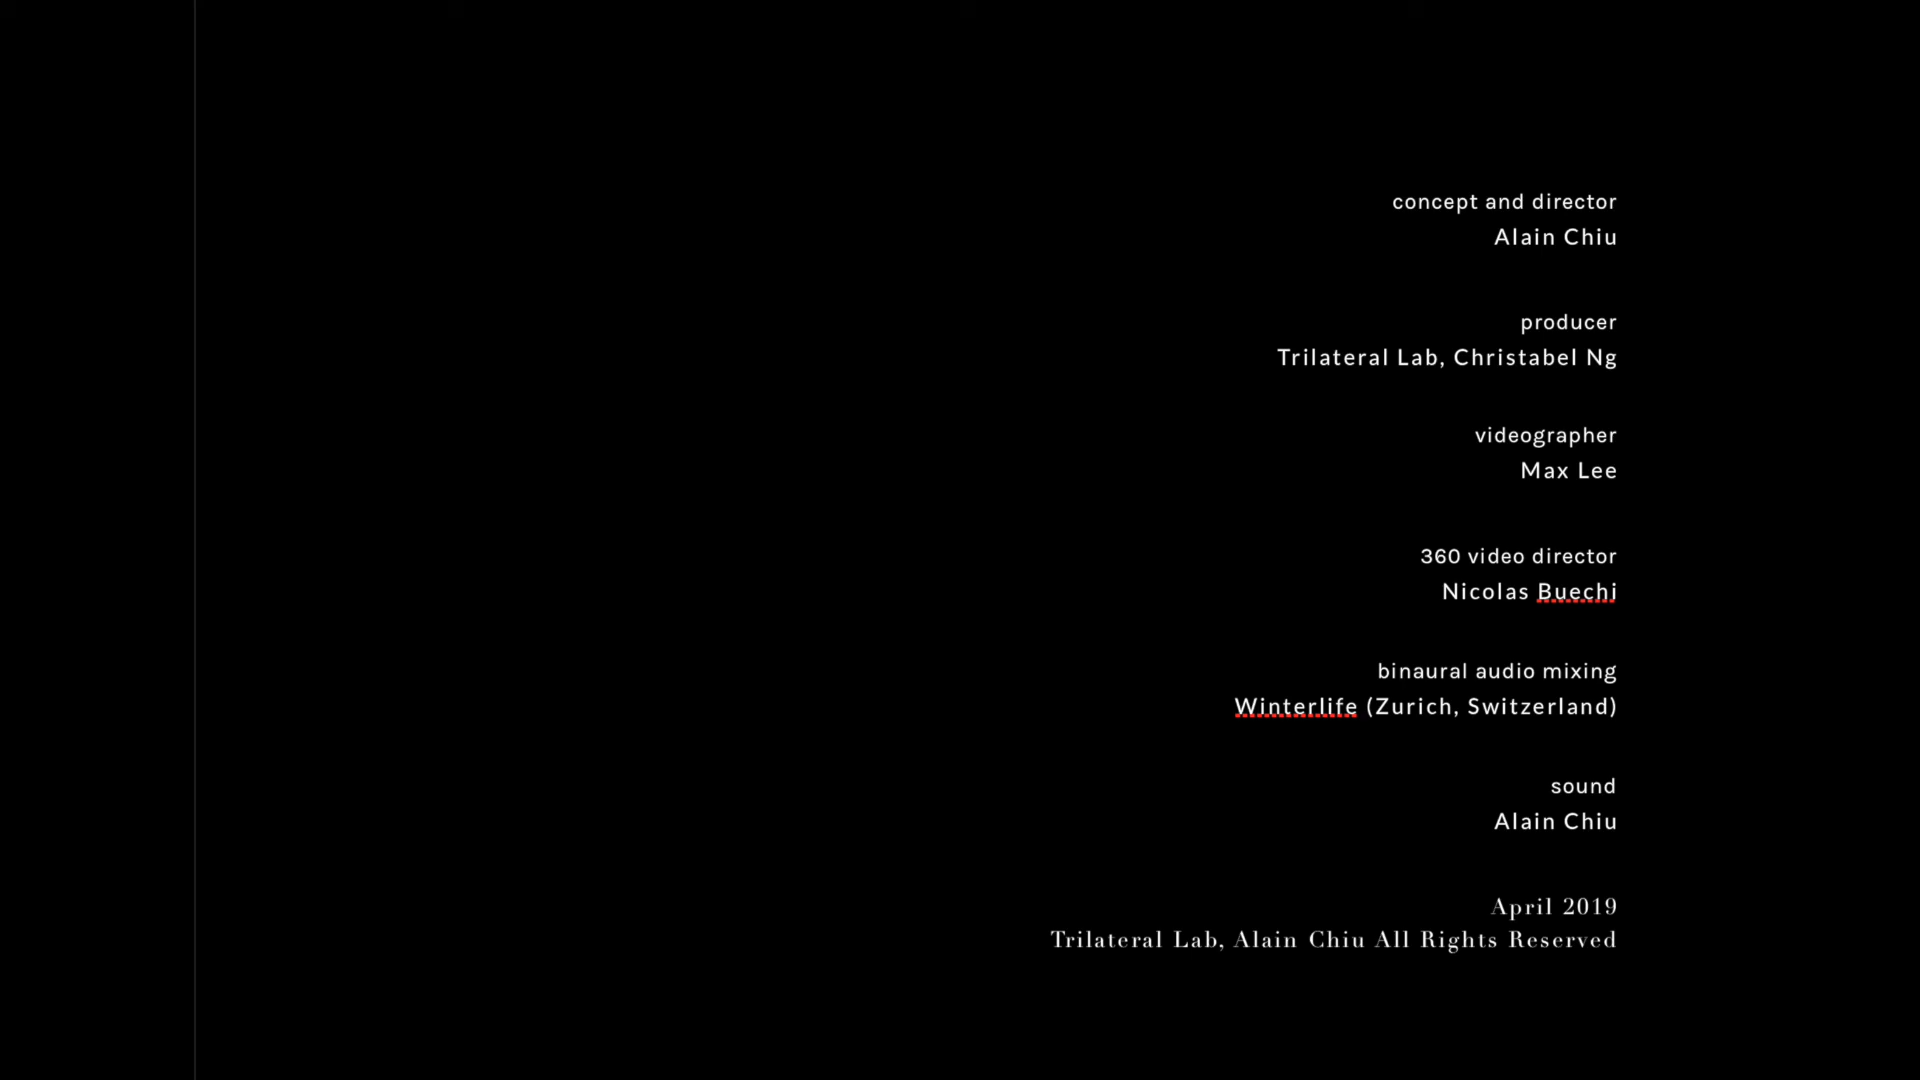 concept and director
Alain Chiu
producer
Trilateral Lab, Christabel Ng
videographer
Max Lee
360 video director
Nicolas Buechi
binaural audio mixing
Winterlife (Zurich, Switzerland)
sound
Alain Chiu
April 2019
Trilateral Lab, Alain Chiu All Rights Reserved